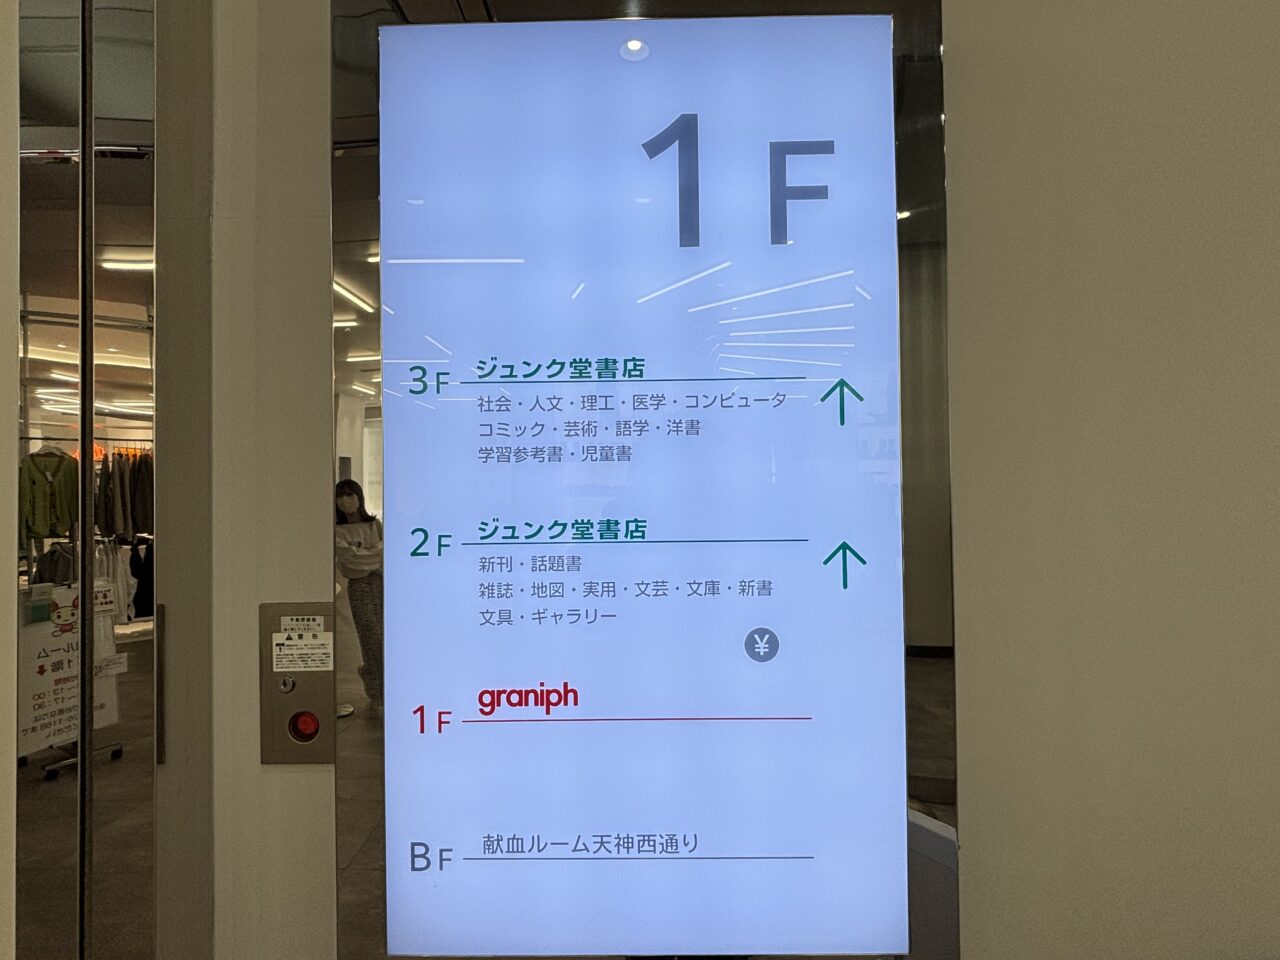 1F
3F ジュンク堂書店
社会・人文・理工・医学・コンピュータ
コミック・芸術・語学・洋書
学習参考書・児童書
2F ジュンク堂書店
新刊・話題書
雑誌・地図・実用・文芸・文庫・新書
文具・ギャラリー
¥
1F graniph
BF 献血ルーム天神西通り
警告